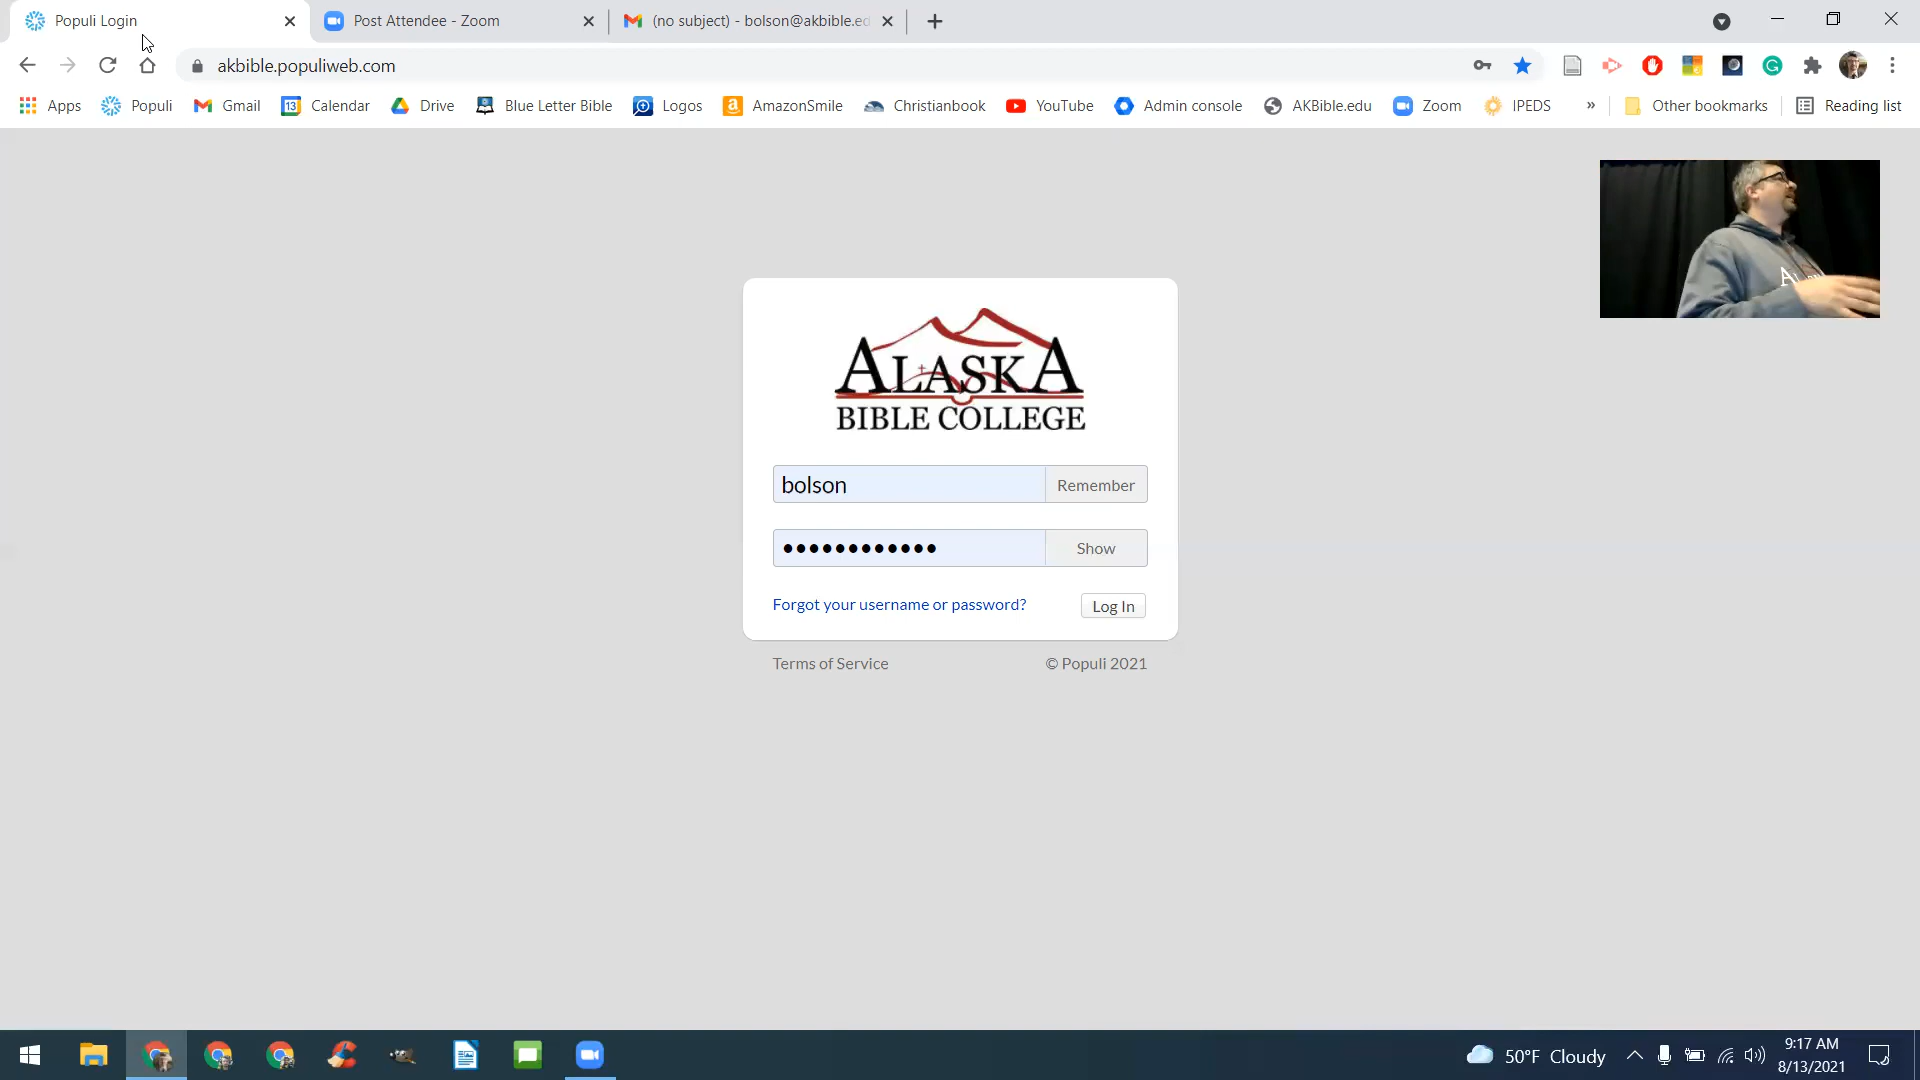 Populi Login
Post Attendee - Zoom
(no subject) - bolson@akbible.ed
akbible.populiweb.com
Apps
Populi
Gmail
13
Calendar
Drive
Blue Letter Bible
Logos
a
AmazonSmile
Christianbook
YouTube
Admin console
AKBible.edu
Zoom
IPEDS
»
Other bookmarks
Reading list
ALASKA
BIBLE COLLEGE
bolson
Remember
••••••••••••
Show
Forgot your username or password?
Log In
Terms of Service
© Populi 2021
50°F Cloudy
9:17 AM
8/13/2021